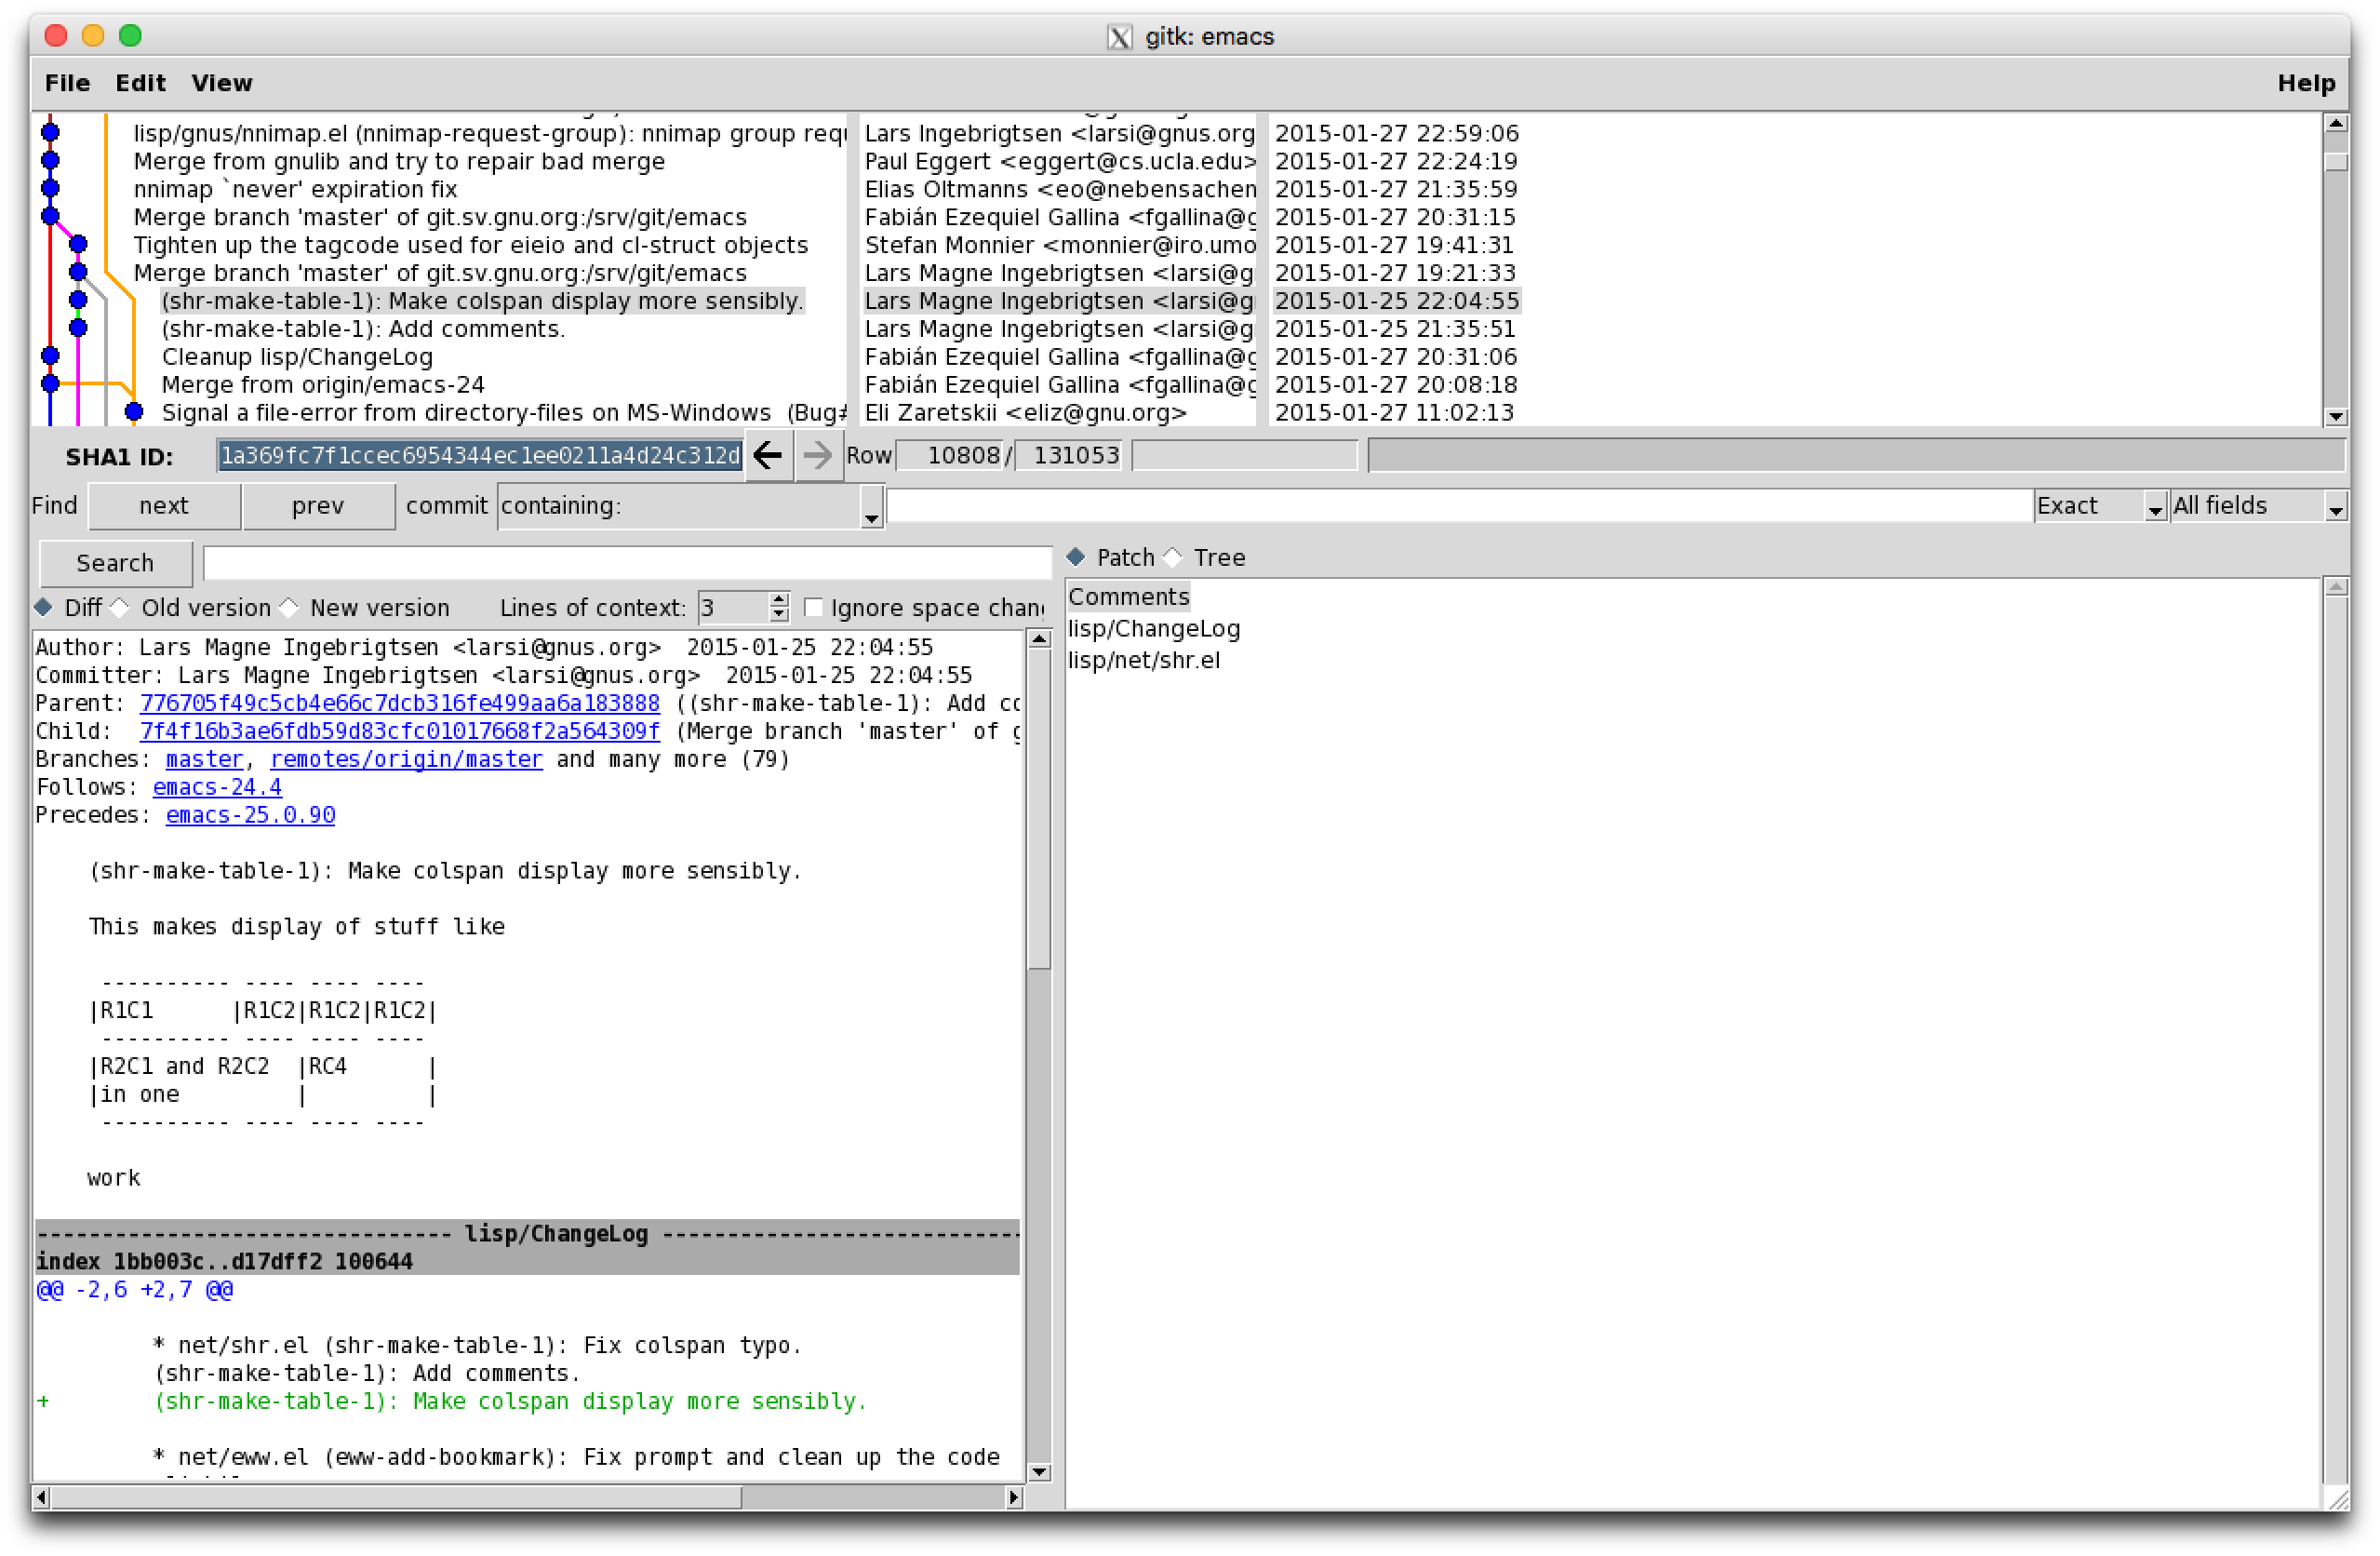 gitk: emacs
File Edit View Help
lisp/gnus/nnimap.el (nnimap-request-group): nnimap group requ Lars Ingebrigtsen <larsi@gnus.org 2015-01-27 22:59:06
Merge from gnulib and try to repair bad merge Paul Eggert <eggert@cs.ucla.edu> 2015-01-27 22:24:19
nnimap `never' expiration fix Elias Oltmanns <eo@nebensachen 2015-01-27 21:35:59
Merge branch 'master' of git.sv.gnu.org:/srv/git/emacs Fabián Ezequiel Gallina <fgallina@g 2015-01-27 20:31:15
Tighten up the tagcode used for eieio and cl-struct objects Stefan Monnier <monnier@iro.umo 2015-01-27 19:41:31
Merge branch 'master' of git.sv.gnu.org:/srv/git/emacs Lars Magne Ingebrigtsen <larsi@g 2015-01-27 19:21:33
(shr-make-table-1): Make colspan display more sensibly. Lars Magne Ingebrigtsen <larsi@g 2015-01-25 22:04:55
(shr-make-table-1): Add comments. Lars Magne Ingebrigtsen <larsi@g 2015-01-25 21:35:51
Cleanup lisp/ChangeLog Fabián Ezequiel Gallina <fgallina@g 2015-01-27 20:31:06
Merge from origin/emacs-24 Fabián Ezequiel Gallina <fgallina@g 2015-01-27 20:08:18
Signal a file-error from directory-files on MS-Windows (Bug# Eli Zaretskii <eliz@gnu.org> 2015-01-27 11:02:13
SHA1 ID: 1a369fc7f1ccec6954344ec1ee0211a4d24c312d Row 10808 / 131053
Find next prev commit containing: Exact All fields
Search
Diff Old version New version Lines of context: 3 Ignore space chan
Author: Lars Magne Ingebrigtsen <larsi@gnus.org> 2015-01-25 22:04:55
Committer: Lars Magne Ingebrigtsen <larsi@gnus.org> 2015-01-25 22:04:55
Parent: 776705f49c5cb4e66c7dcb316fe499aa6a183888 ((shr-make-table-1): Add co
Child: 7f4f16b3ae6fdb59d83cfc01017668f2a564309f (Merge branch 'master' of g
Branches: master, remotes/origin/master and many more (79)
Follows: emacs-24.4
Precedes: emacs-25.0.90
(shr-make-table-1): Make colspan display more sensibly.
This makes display of stuff like
 ---------- ---- ---- ----
|R1C1      |R1C2|R1C2|R1C2|
 ---------- ---- ---- ----
|R2C1 and R2C2  |RC4      |
|in one         |         |
 ---------- ---- ---- ----
work
-------------------------------- lisp/ChangeLog ----------------------------
index 1bb003c..d17dff2 100644
@@ -2,6 +2,7 @@
* net/shr.el (shr-make-table-1): Fix colspan typo.
(shr-make-table-1): Add comments.
+ (shr-make-table-1): Make colspan display more sensibly.
* net/eww.el (eww-add-bookmark): Fix prompt and clean up the code
Patch Tree
Comments
lisp/ChangeLog
lisp/net/shr.el